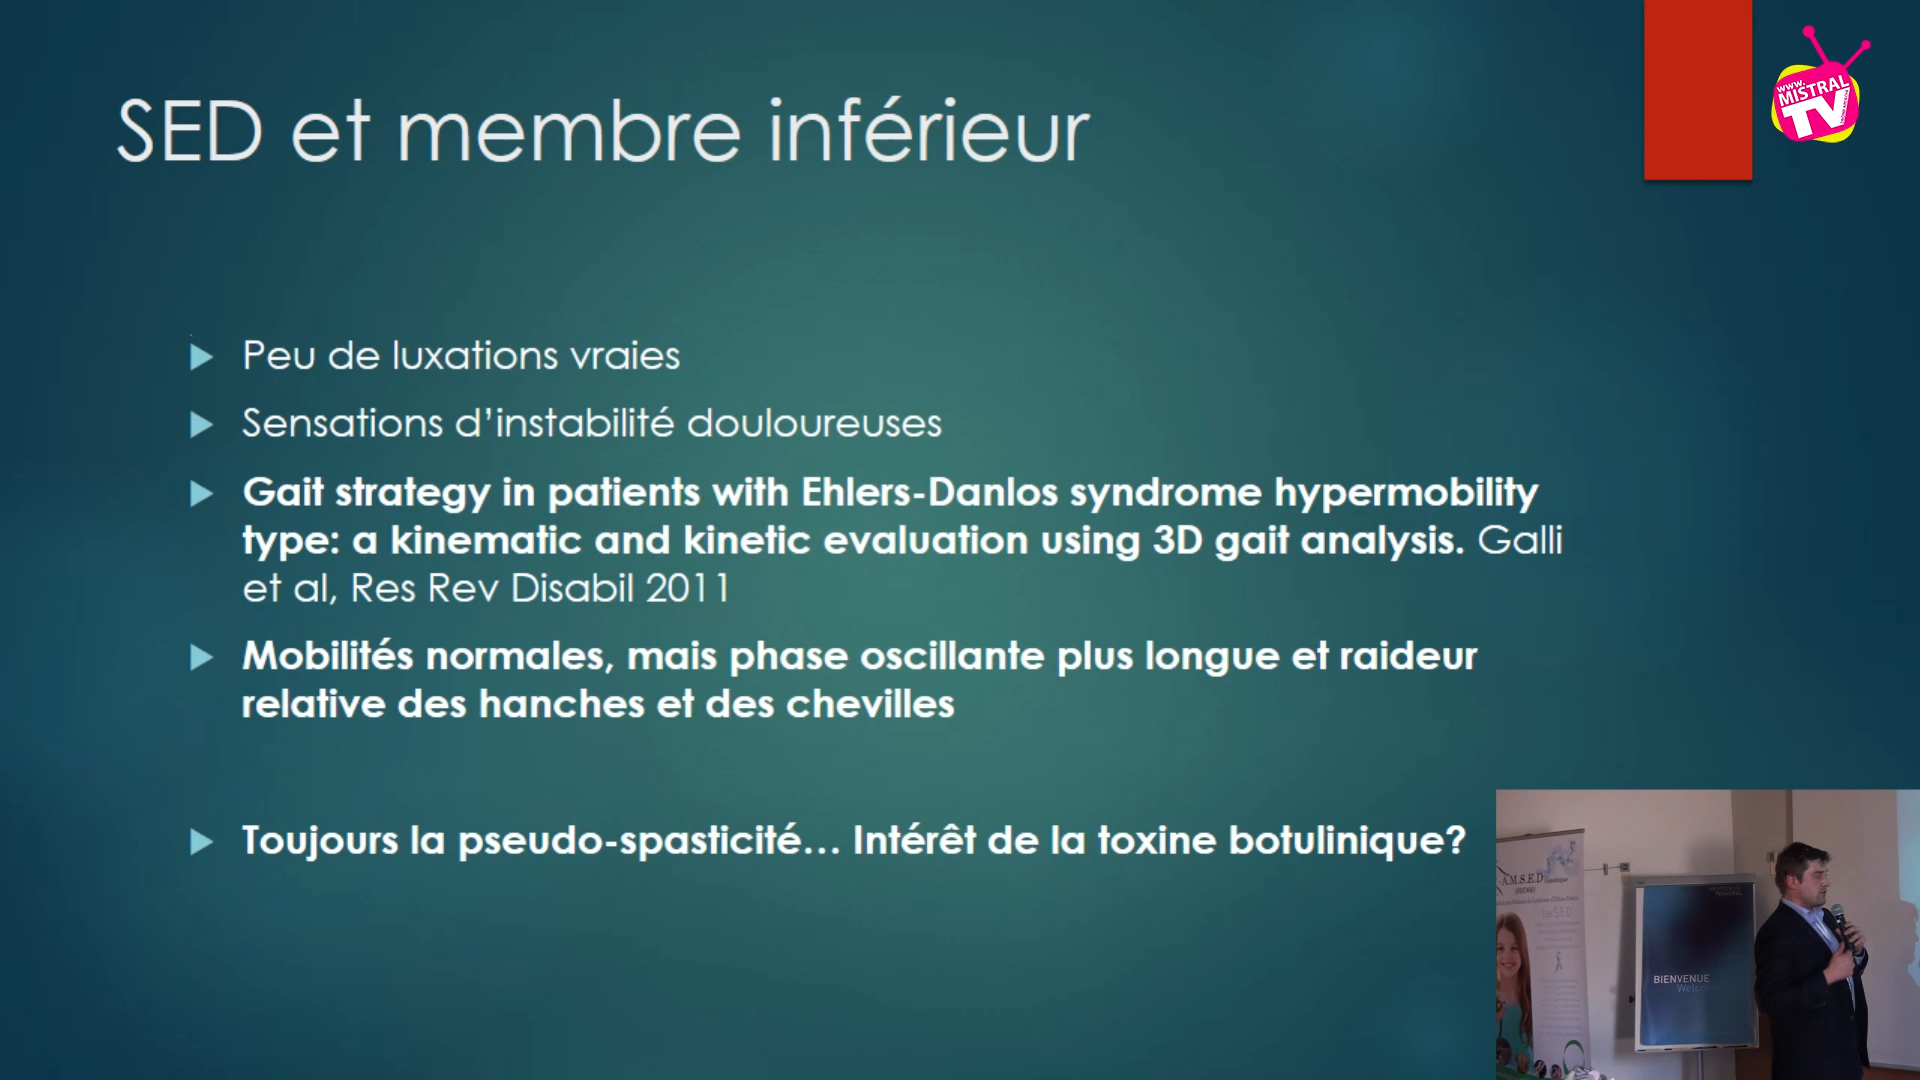 SED et membre inférieur
www.
MISTRAL
TV
Peu de luxations vraies
Sensations d’instabilité douloureuses
Gait strategy in patients with Ehlers-Danlos syndrome hypermobility
type: a kinematic and kinetic evaluation using 3D gait analysis. Galli
et al, Res Rev Disabil 2011
Mobilités normales, mais phase oscillante plus longue et raideur
relative des hanches et des chevilles
Toujours la pseudo-spasticité… Intérêt de la toxine botulinique?
A.M.S.E.D
Le S.E.D
BIENVENUE